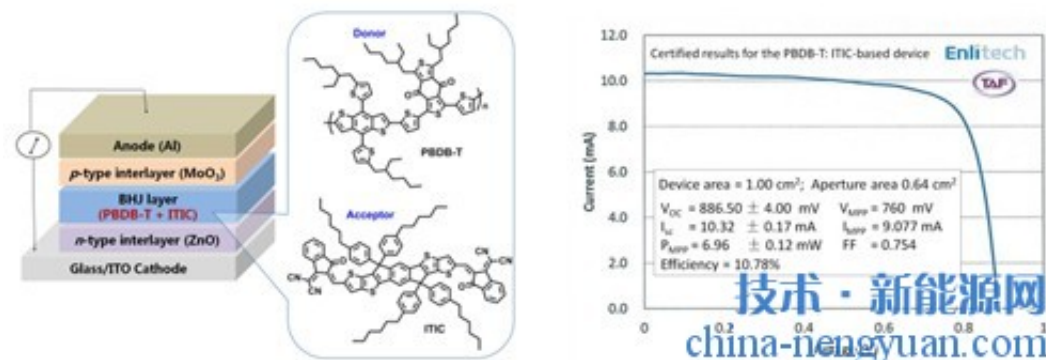 Anode (Al)
p-type interlayer (MoO₃)
BHJ layer
(PBDB-T + ITIC)
n-type interlayer (ZnO)
Glass/ITO Cathode
Donor
PBDB-T
Acceptor
ITIC
Certified results for the PBDB-T: ITIC-based device
Enlitech
TAF
Current (mA)
12.0
10.0
8.0
6.0
4.0
2.0
0.0
Device area = 1.00 cm²; Aperture area 0.64 cm²
V_OC = 886.50 ± 4.00 mV V_MPP = 760 mV
I_sc = 10.32 ± 0.17 mA I_MPP = 9.077 mA
P_MPP = 6.96 ± 0.12 mW FF = 0.754
Efficiency = 10.78%
0 0.2 0.4 0.6 0.8 1
技术·新能源网
china-nengyuan.com